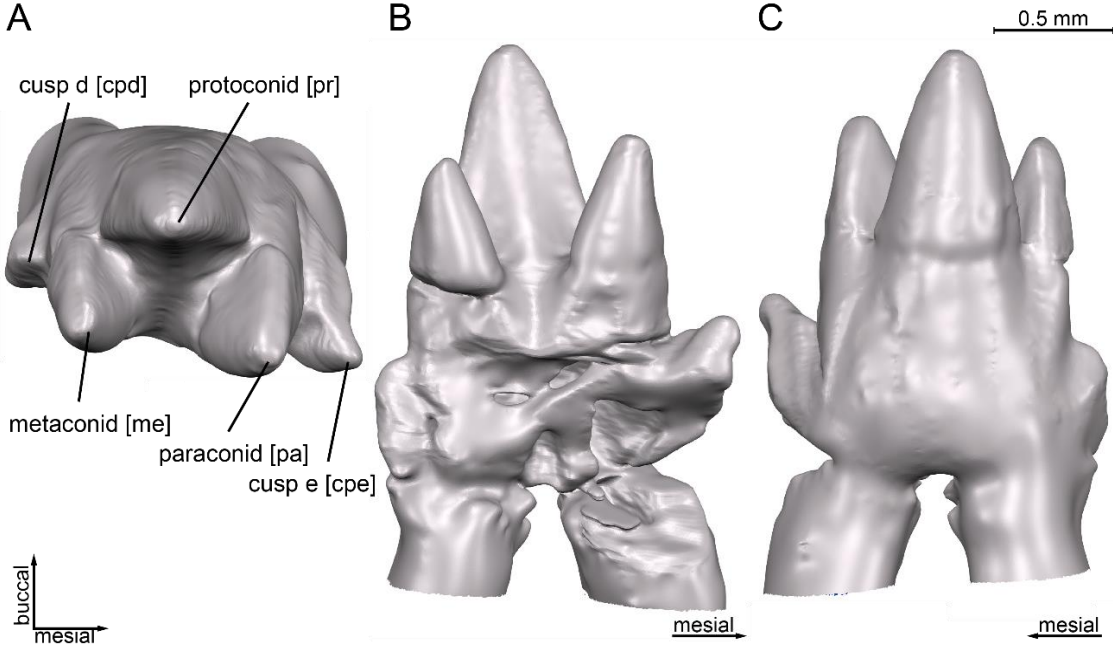 A
B
C
0.5 mm
cusp d [cpd]
protoconid [pr]
metaconid [me]
paraconid [pa]
cusp e [cpe]
buccal
mesial
mesial
mesial